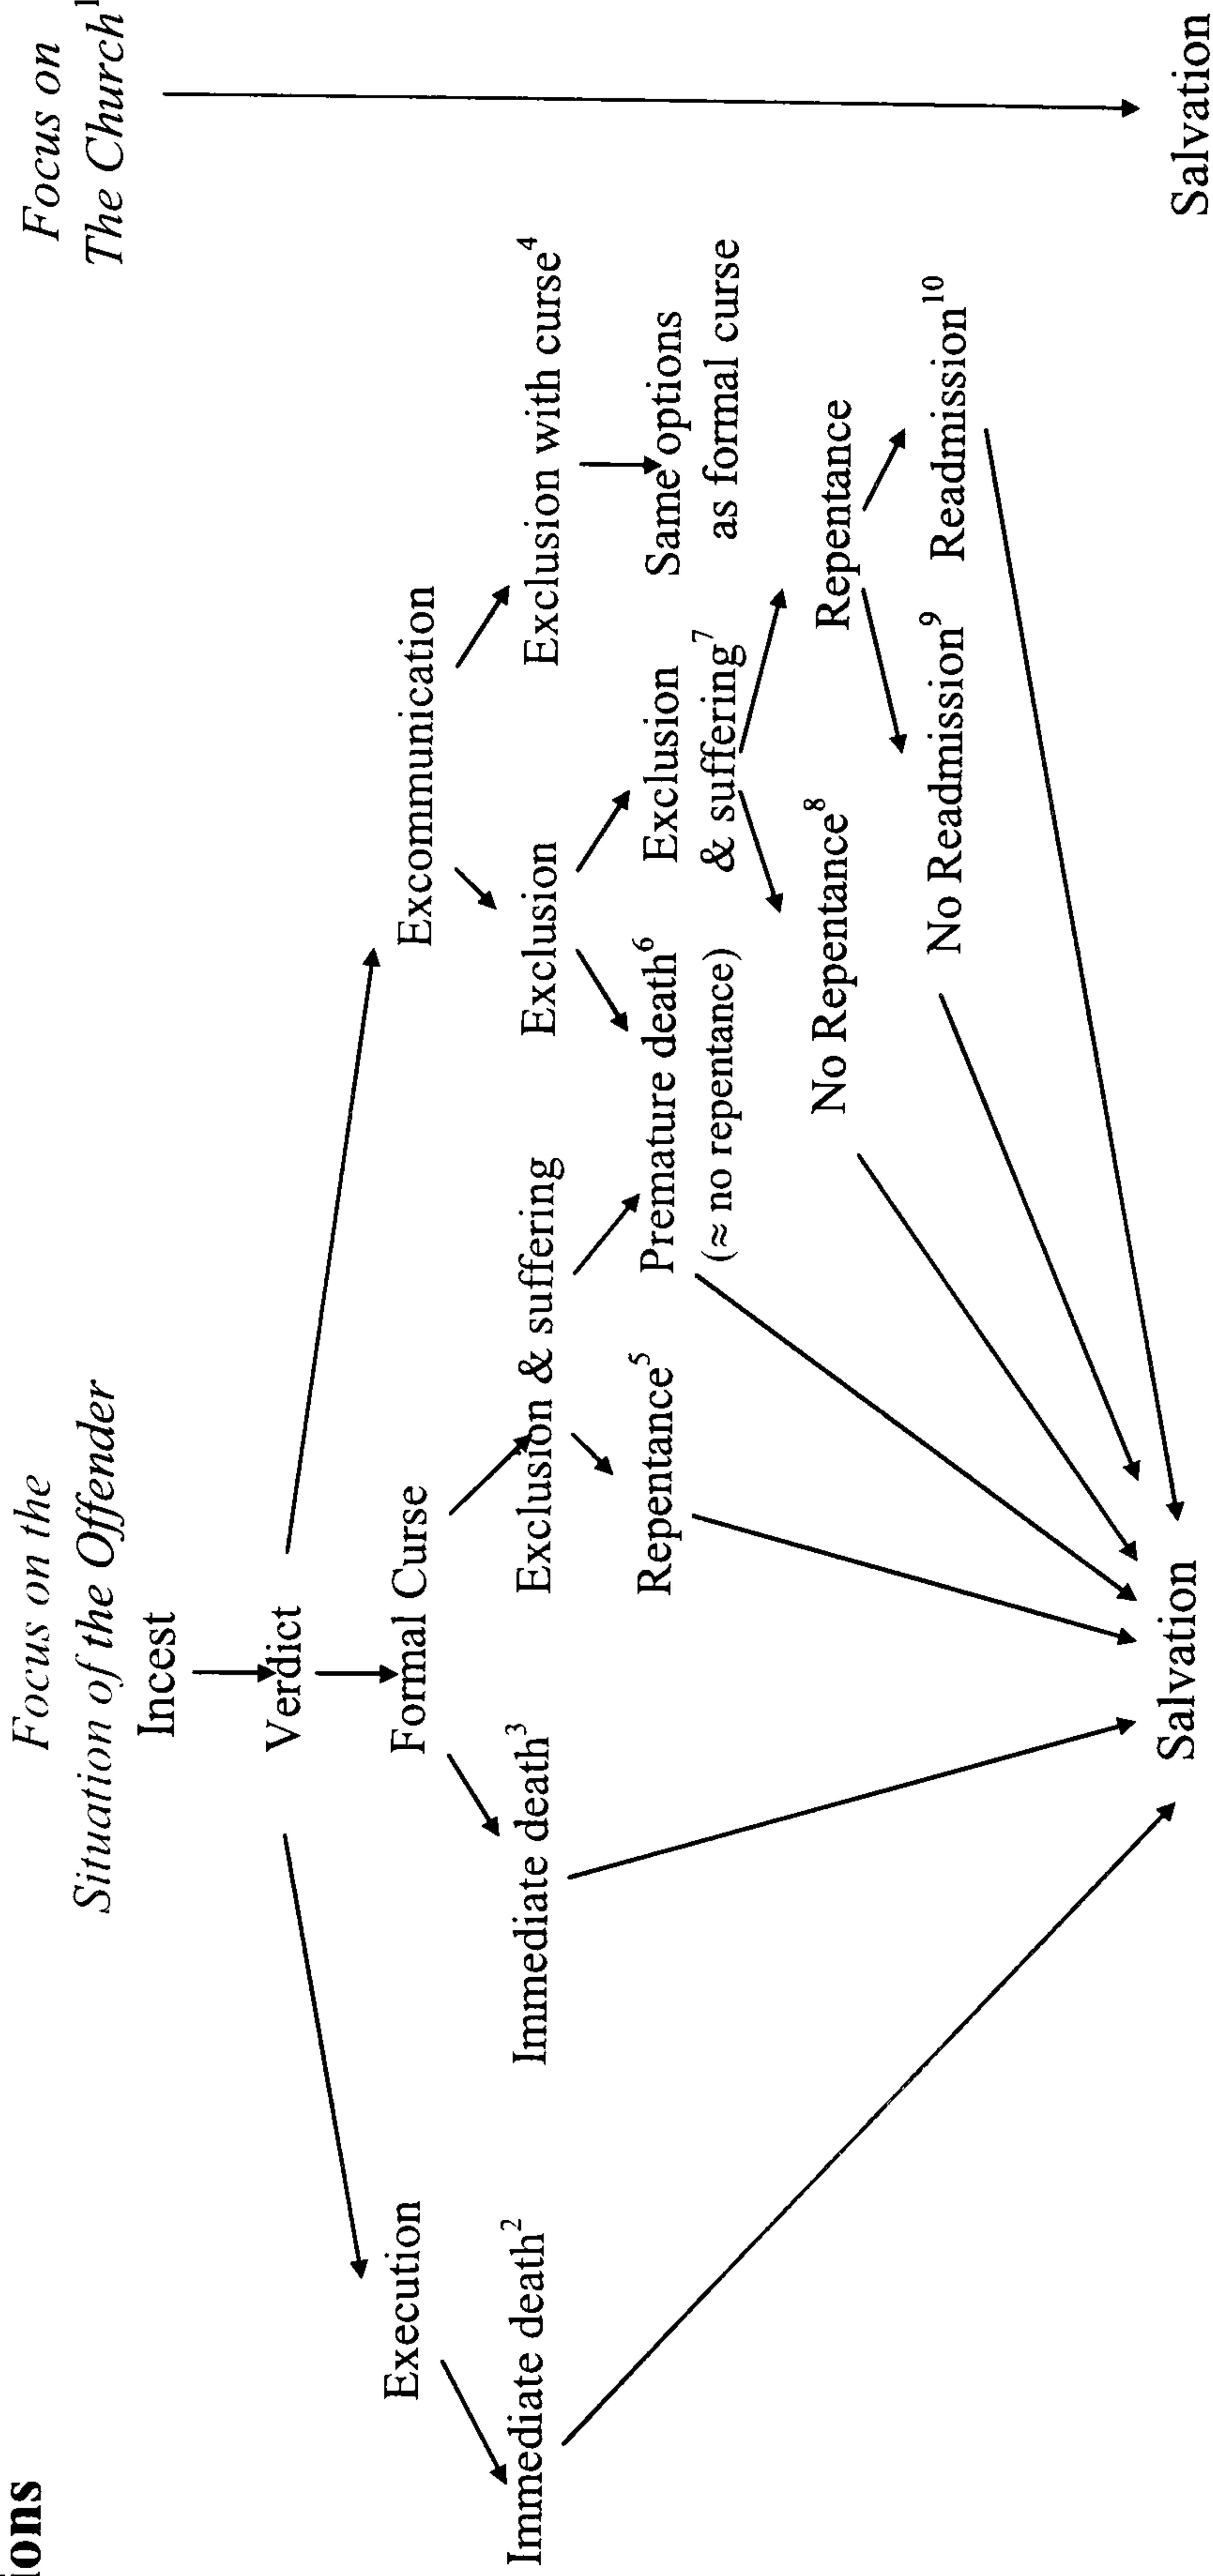 ions
Focus on the
Situation of the Offender
Focus on
The Church1
Incest
Verdict
Execution
Formal Curse
Excommunication
Immediate death2
Immediate death3
Exclusion & suffering
Exclusion
Exclusion with curse4
Repentance5
Premature death6
(≈ no repentance)
Exclusion
& suffering7
Same options
as formal curse
No Repentance8
Repentance
No Readmission9
Readmission10
Salvation
Salvation